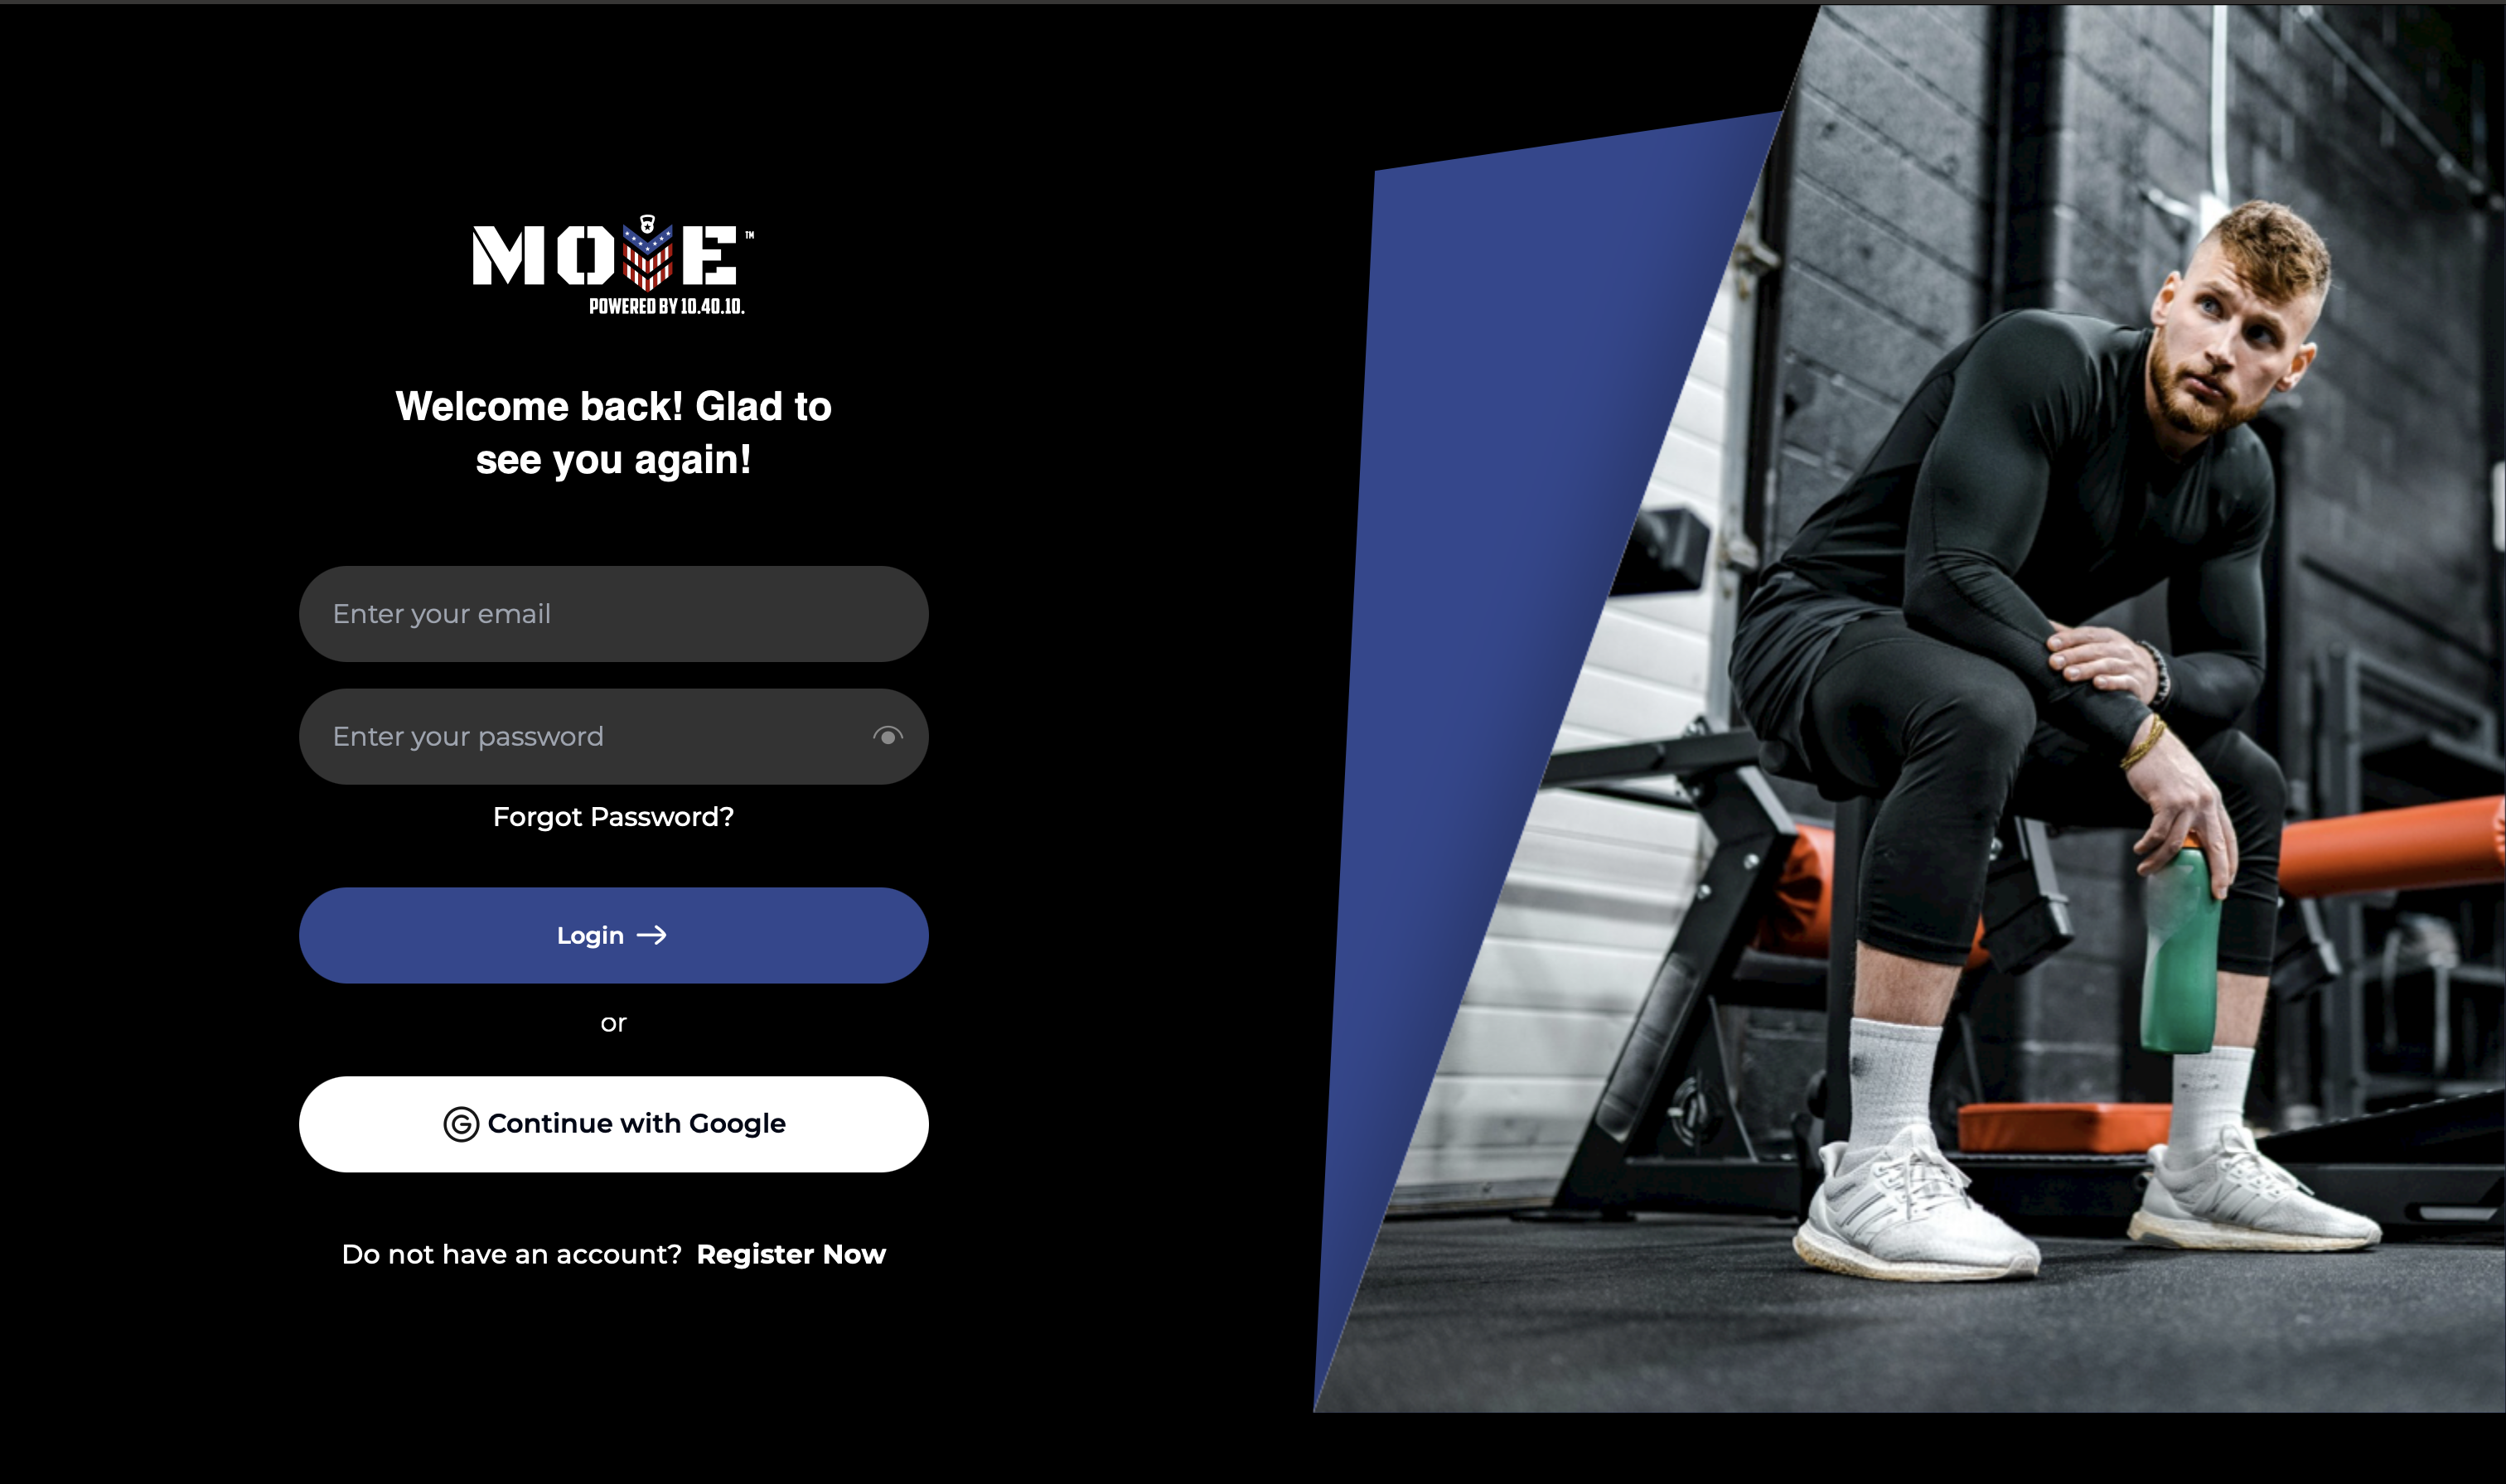 MOVE™
POWERED BY 10.40.10.
Welcome back! Glad to
see you again!
Enter your email
Enter your password
Forgot Password?
Login →
or
Continue with Google
Do not have an account? Register Now